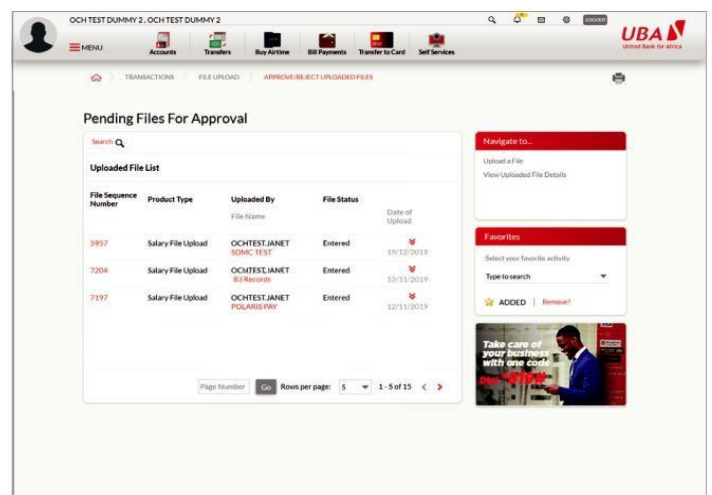 OCH TEST DUMMY 2 . OCH TEST DUMMY 2
LOGOUT
UBA
United Bank for Africa
MENU
Accounts
Transfers
Buy Airtime
Bill Payments
Transfer to Card
Self Services
TRANSACTIONS
FILE UPLOAD
APPROVE/REJECT UPLOADED FILES
Pending Files For Approval
Search
Uploaded File List
File Sequence Number
Product Type
Uploaded By
File Status
File Name
Date of Upload
5957 Salary File Upload OCHTEST.JANET Entered
SDMC TEST 19/12/2019
7204 Salary File Upload OCHTEST.JANET Entered
83 Records 12/11/2019
7197 Salary File Upload OCHTEST.JANET Entered
POLARIS PAY 12/11/2019
Page Number Go Rows per page: 5 1 - 5 of 15
Navigate to...
Upload a File
View Uploaded File Details
Favorites
Select your favorite activity
Type to search
ADDED | Remove?
Take care of
your business
with one code